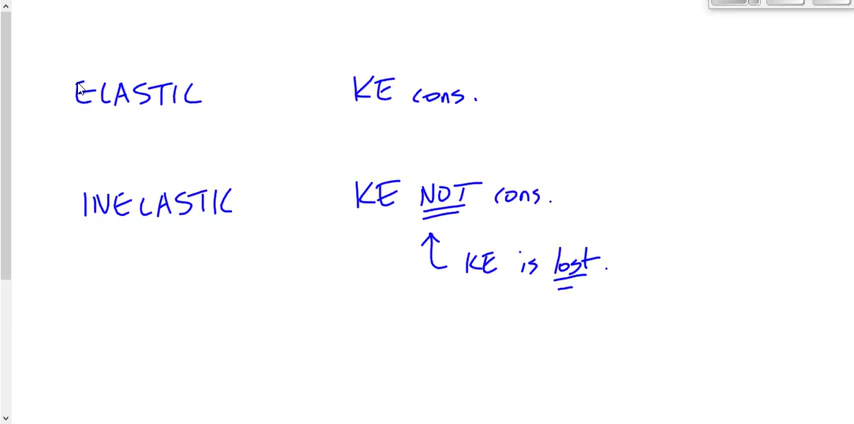 ELASTIC KE cons.
INELASTIC KE NOT cons.
KE is lost.